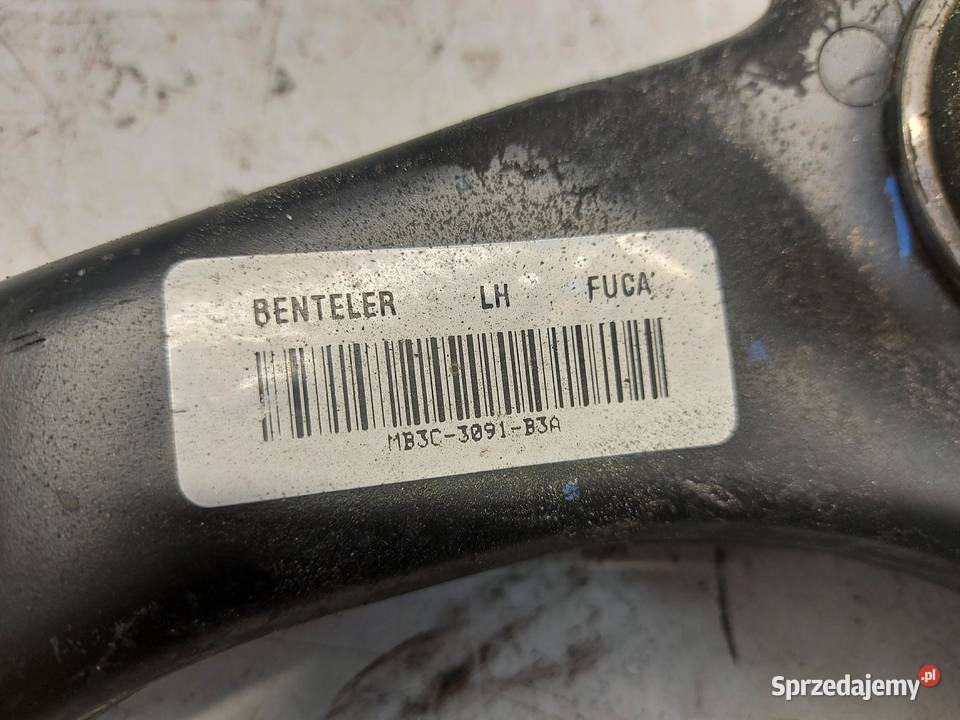 BENTELER LH FUCA
MB3C-3091-B3A
Sprzedajemy.pl